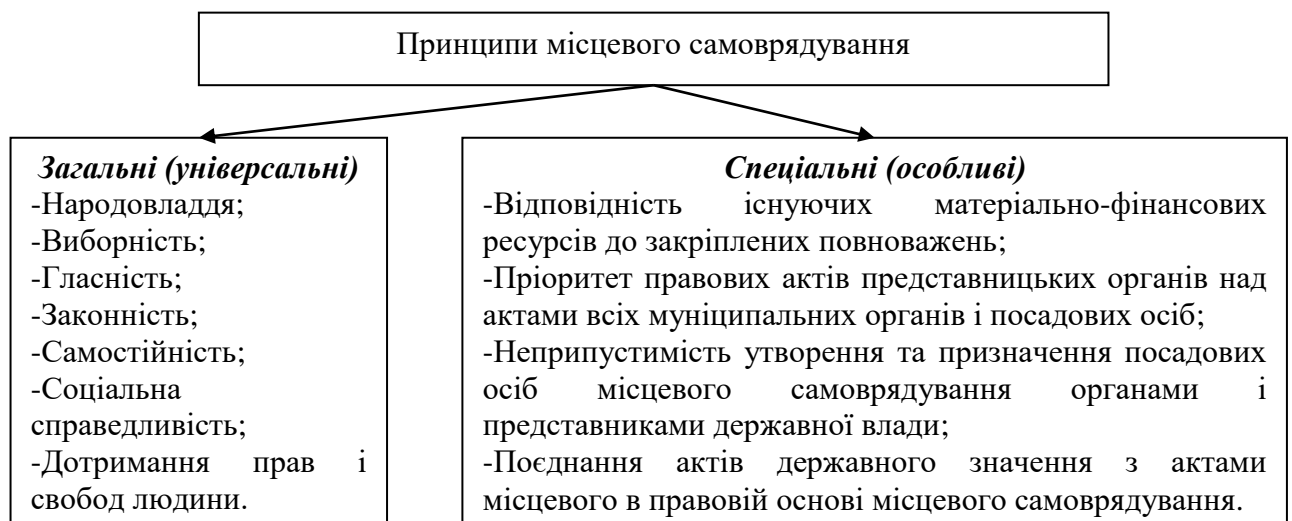 Принципи місцевого самоврядування
Загальні (універсальні)
-Народовладдя;
-Виборність;
-Гласність;
-Законність;
-Самостійність;
-Соціальна
справедливість;
-Дотримання прав і
свобод людини.
Спеціальні (особливі)
-Відповідність існуючих матеріально-фінансових
ресурсів до закріплених повноважень;
-Пріоритет правових актів представницьких органів над
актами всіх муніципальних органів і посадових осіб;
-Неприпустимість утворення та призначення посадових
осіб місцевого самоврядування органами і
представниками державної влади;
-Поєднання актів державного значення з актами
місцевого в правовій основі місцевого самоврядування.